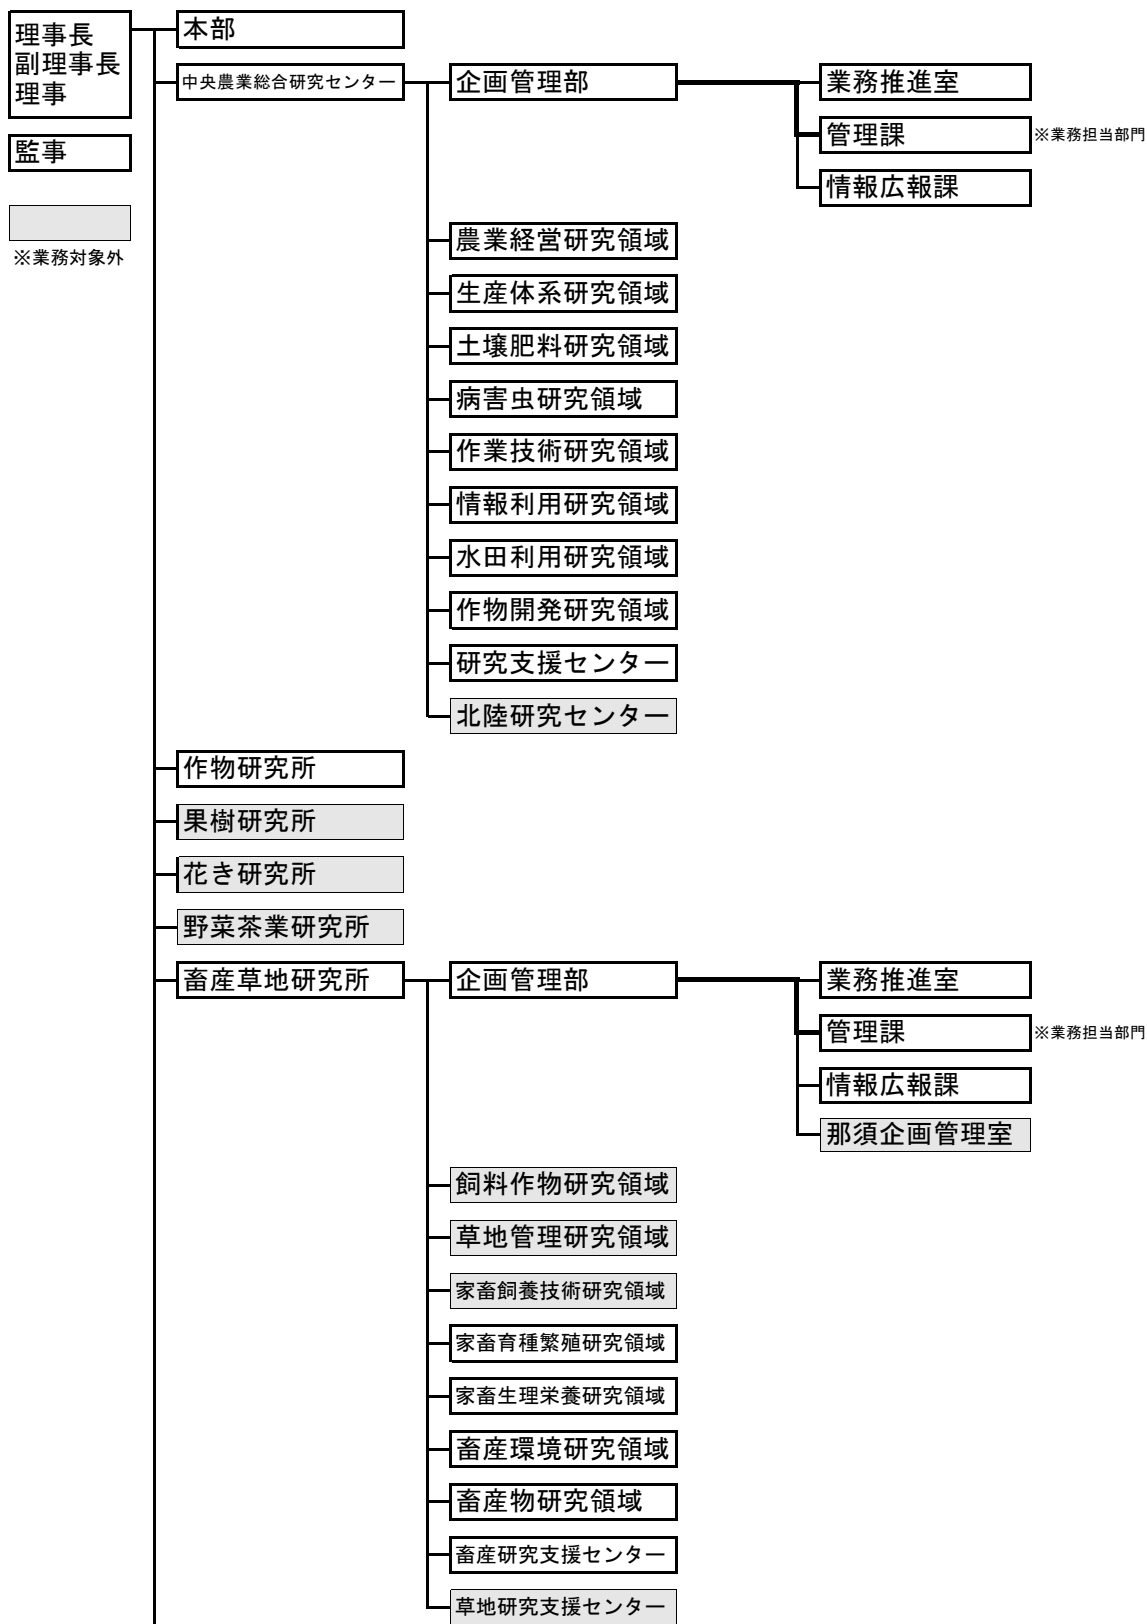 理事長
副理事長
理事
監事
※業務対象外
本部
中央農業総合研究センター
企画管理部
業務推進室
管理課
※業務担当部門
情報広報課
農業経営研究領域
生産体系研究領域
土壌肥料研究領域
病害虫研究領域
作業技術研究領域
情報利用研究領域
水田利用研究領域
作物開発研究領域
研究支援センター
北陸研究センター
作物研究所
果樹研究所
花き研究所
野菜茶業研究所
畜産草地研究所
企画管理部
業務推進室
管理課
※業務担当部門
情報広報課
那須企画管理室
飼料作物研究領域
草地管理研究領域
家畜飼養技術研究領域
家畜育種繁殖研究領域
家畜生理栄養研究領域
畜産環境研究領域
畜産物研究領域
畜産研究支援センター
草地研究支援センター